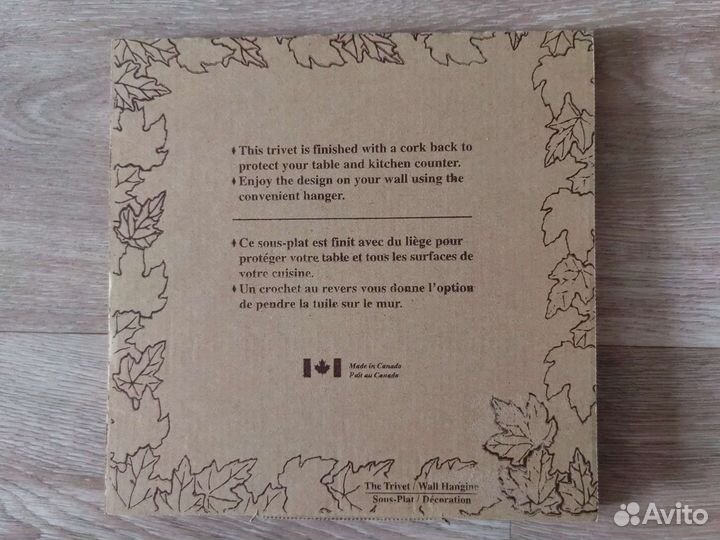 ♦ This trivet is finished with a cork back to
protect your table and kitchen counter.
♦ Enjoy the design on your wall using the
convenient hanger.
♦ Ce sous-plat est finit avec du liège pour
protéger votre table et tous les surfaces de
votre cuisine.
♦ Un crochet au revers vous donne l'option
de pendre la tuile sur le mur.
Made in Canada
Fait au Canada
The Trivet / Wall Hanging
Sous-Plat / Décoration
Avito